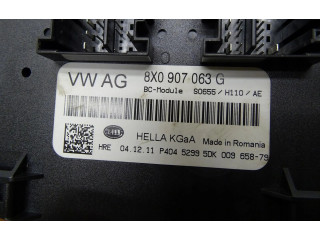 VW AG 8X0 907 063 G
BC-Module S0655 / H110 / AE
HELLA KGaA Made in Romania
HRE 04.12.11 P404 5299 5DK 009 658-79